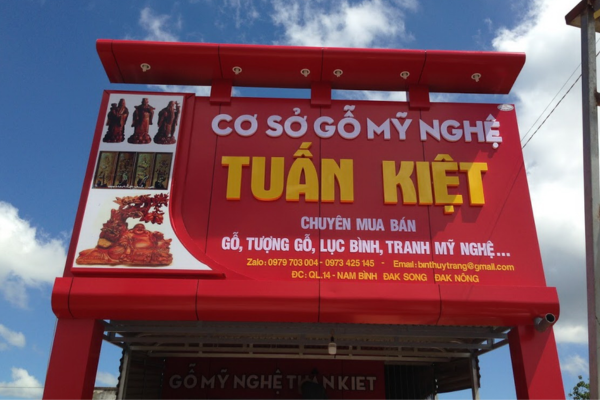 CƠ SỞ GỖ MỸ NGHỆ
TUẤN KIỆT
CHUYÊN MUA BÁN
GỖ, TƯỢNG GỖ, LỤC BÌNH, TRANH MỸ NGHỆ...
Zalo: 0979 703 004 - 0973 425 145 - Email: binthuytrang@gmail.com
ĐC: QL.14 - NAM BÌNH ĐAK SONG ĐAK NÔNG
GỖ MỸ NGHỆ TUẤN KIET